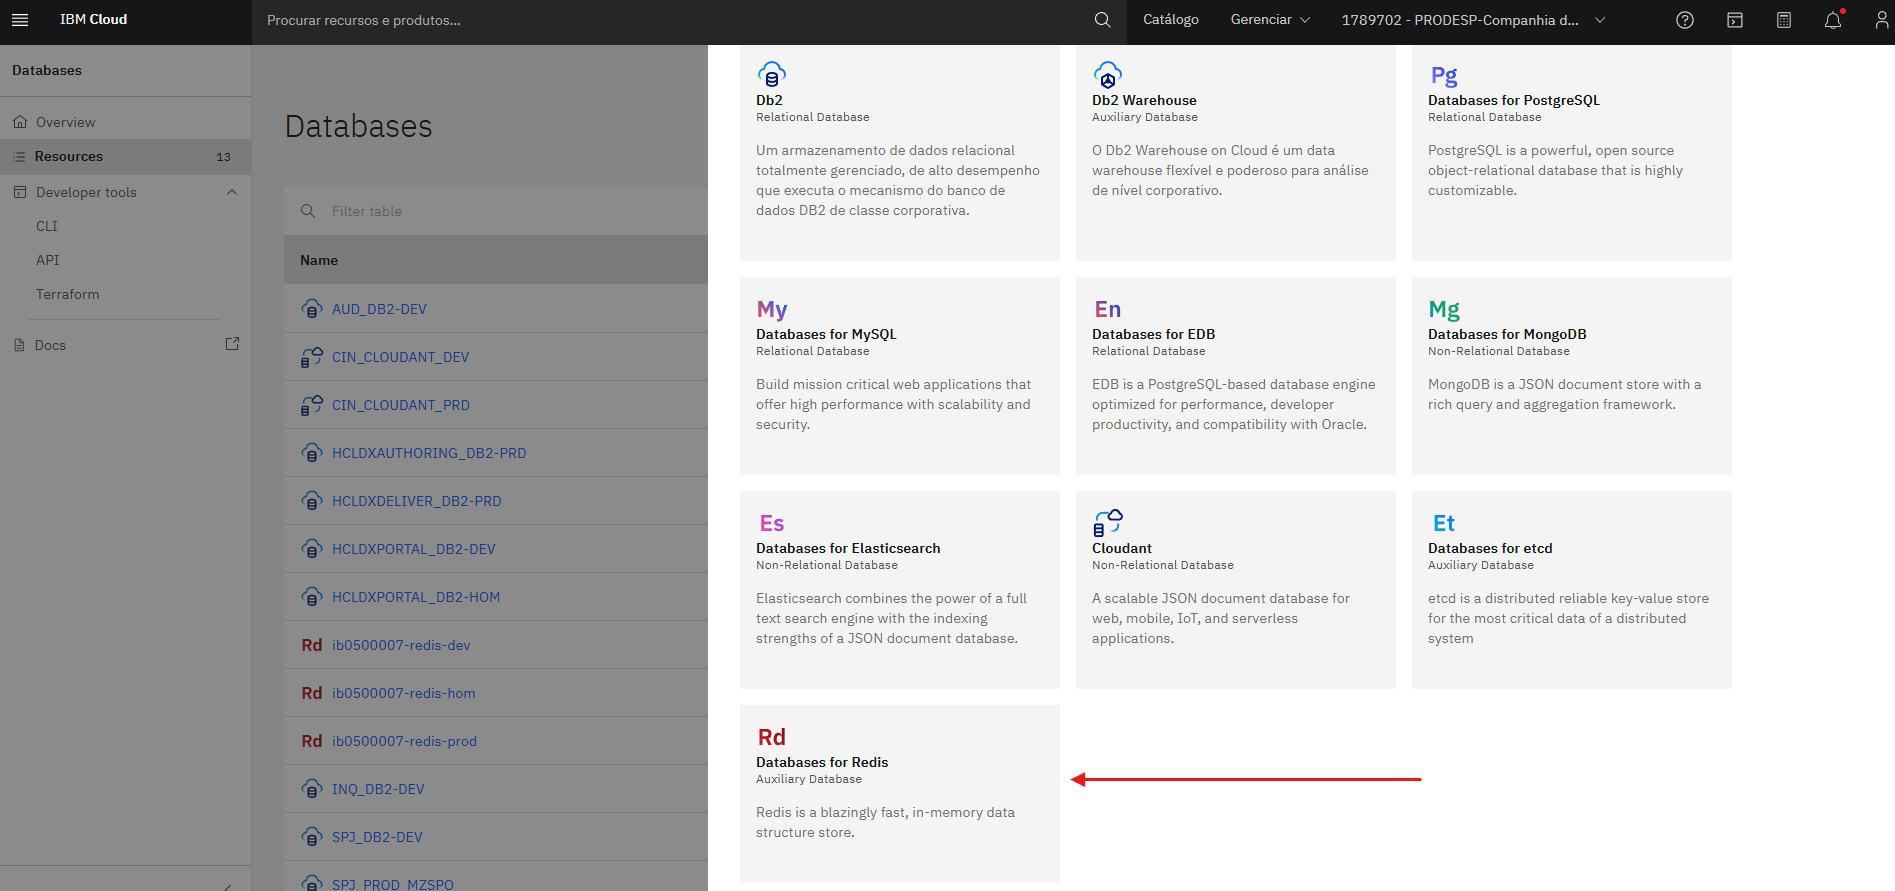 IBM Cloud
Procurar recursos e produtos...
Catálogo
Gerenciar
1789702 - PRODESP-Companhia d...
Databases
Overview
Resources 13
Developer tools
CLI
API
Terraform
Docs
Databases
Filter table
Name
AUD_DB2-DEV
CIN_CLOUDANT_DEV
CIN_CLOUDANT_PRD
HCLDXAUTHORING_DB2-PRD
HCLDXDELIVER_DB2-PRD
HCLDXPORTAL_DB2-DEV
HCLDXPORTAL_DB2-HOM
Rd ib0500007-redis-dev
Rd ib0500007-redis-hom
Rd ib0500007-redis-prod
INQ_DB2-DEV
SPJ_DB2-DEV
SPJ_PROD_MZSPO
Db2
Relational Database
Um armazenamento de dados relacional
totalmente gerenciado, de alto desempenho
que executa o mecanismo do banco de
dados DB2 de classe corporativa.
Db2 Warehouse
Auxiliary Database
O Db2 Warehouse on Cloud é um data
warehouse flexível e poderoso para análise
de nível corporativo.
Pg
Databases for PostgreSQL
Relational Database
PostgreSQL is a powerful, open source
object-relational database that is highly
customizable.
My
Databases for MySQL
Relational Database
Build mission critical web applications that
offer high performance with scalability and
security.
En
Databases for EDB
Relational Database
EDB is a PostgreSQL-based database engine
optimized for performance, developer
productivity, and compatibility with Oracle.
Mg
Databases for MongoDB
Non-Relational Database
MongoDB is a JSON document store with a
rich query and aggregation framework.
Es
Databases for Elasticsearch
Non-Relational Database
Elasticsearch combines the power of a full
text search engine with the indexing
strengths of a JSON document database.
Cloudant
Non-Relational Database
A scalable JSON document database for
web, mobile, IoT, and serverless
applications.
Et
Databases for etcd
Auxiliary Database
etcd is a distributed reliable key-value store
for the most critical data of a distributed
system
Rd
Databases for Redis
Auxiliary Database
Redis is a blazingly fast, in-memory data
structure store.